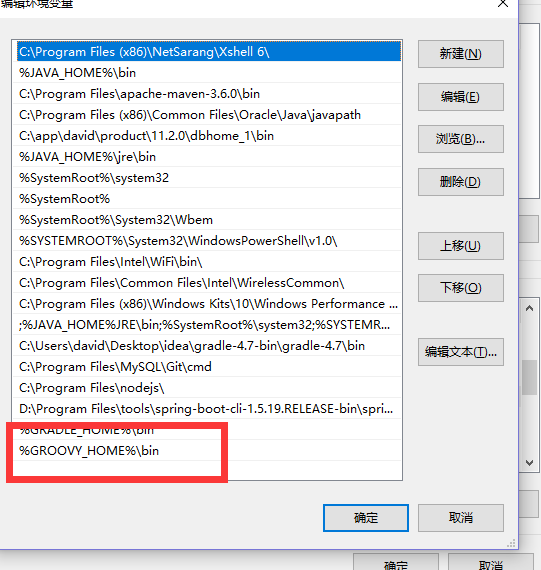 编辑环境变量
C:\Program Files (x86)\NetSarang\Xshell 6\
%JAVA_HOME%\bin
C:\Program Files\apache-maven-3.6.0\bin
C:\Program Files (x86)\Common Files\Oracle\Java\javapath
C:\app\david\product\11.2.0\dbhome_1\bin
%JAVA_HOME%\jre\bin
%SystemRoot%\system32
%SystemRoot%
%SystemRoot%\System32\Wbem
%SYSTEMROOT%\System32\WindowsPowerShell\v1.0\
C:\Program Files\Intel\WiFi\bin\
C:\Program Files\Common Files\Intel\WirelessCommon\
C:\Program Files (x86)\Windows Kits\10\Windows Performance ...
;%JAVA_HOME%JRE\bin;%SystemRoot%\system32;%SYSTEMR...
C:\Users\david\Desktop\idea\gradle-4.7-bin\gradle-4.7\bin
C:\Program Files\MySQL\Git\cmd
C:\Program Files\nodejs\
D:\Program Files\tools\spring-boot-cli-1.5.19.RELEASE-bin\spri...
%GRADLE_HOME%\bin
%GROOVY_HOME%\bin
新建(N)
编辑(E)
浏览(B)...
删除(D)
上移(U)
下移(O)
编辑文本(T)...
确定
取消
确定
取消